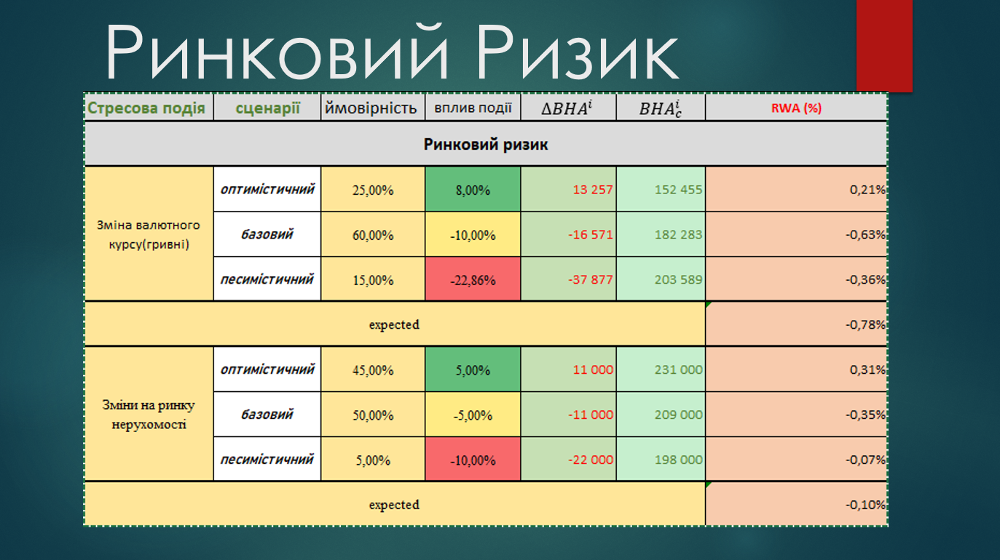 Ринковий Ризик
Стресова подія сценарії ймовірність вплив події ΔBHAⁱ BHAⁱc RWA (%)
Ринковий ризик
Зміна валютного
курсу(гривні)
оптимістичний 25,00% 8,00% 13 257 152 455 0,21%
базовий 60,00% -10,00% -16 571 182 283 -0,63%
песимістичний 15,00% -22,86% -37 877 203 589 -0,36%
expected -0,78%
Зміни на ринку
нерухомості
оптимістичний 45,00% 5,00% 11 000 231 000 0,31%
базовий 50,00% -5,00% -11 000 209 000 -0,35%
песимістичний 5,00% -10,00% -22 000 198 000 -0,07%
expected -0,10%